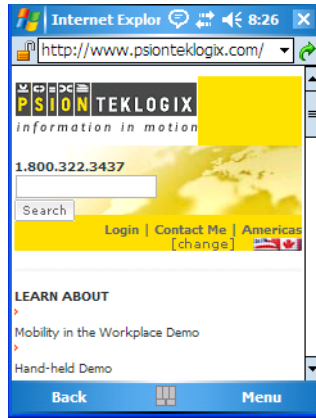 Internet Explor 8:26
http://www.psionteklogix.com/
PSION TEKLOGIX
information in motion
1.800.322.3437
Search
Login | Contact Me | Americas
[change]
LEARN ABOUT
Mobility in the Workplace Demo
Hand-held Demo
Back Menu